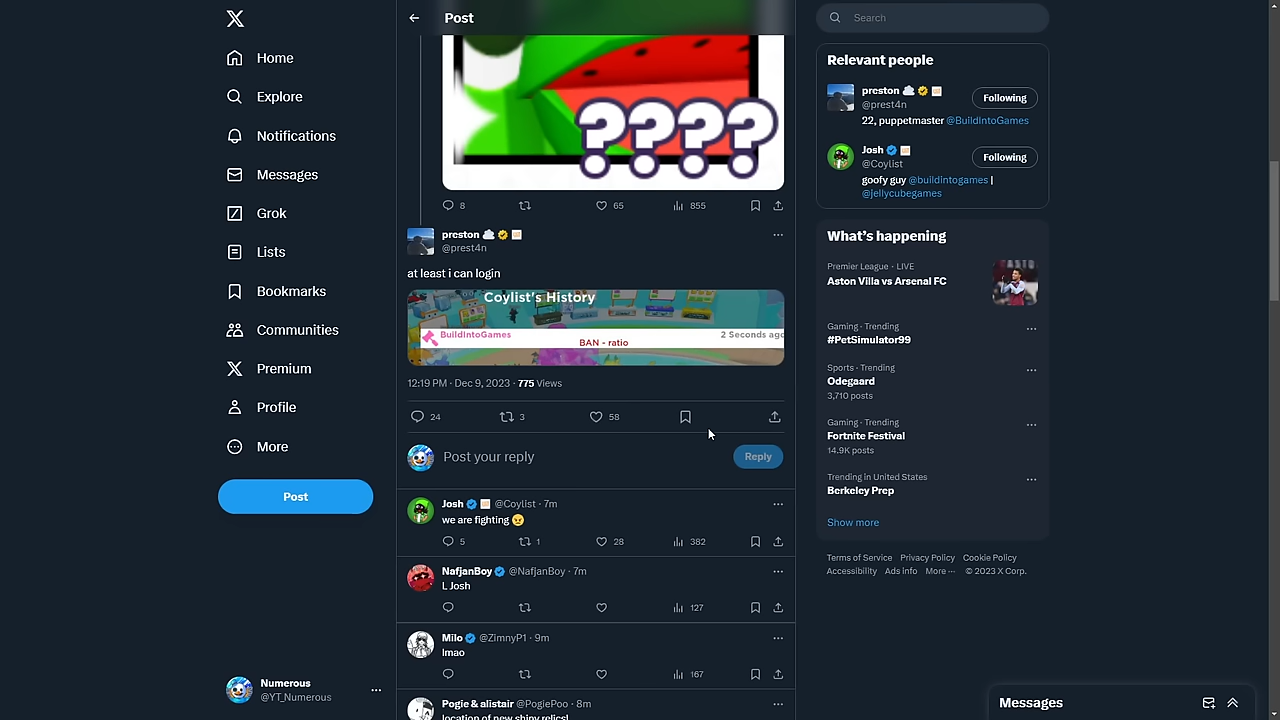 Home
Explore
Notifications
Messages
Grok
Lists
Bookmarks
Communities
Premium
Profile
More
Post
Numerous
@YT_Numerous
Post
????
8
65
855
preston
@prest4n
at least i can login
Coylist's History
BuildIntoGames
2 Seconds ago
BAN - ratio
12:19 PM · Dec 9, 2023 · 775 Views
24
3
58
Post your reply
Reply
Josh @Coylist · 7m
we are fighting
5
1
28
382
NafjanBoy @NafjanBoy · 7m
L Josh
127
Milo @ZimnyP1 · 9m
lmao
167
Pogie & alistair @PogiePoo · 8m
location of new shiny relics!
Search
Relevant people
preston
@prest4n
Following
22, puppetmaster @BuildIntoGames
Josh
@Coylist
Following
goofy guy @buildintogames |
@jellycubegames
What's happening
Premier League · LIVE
Aston Villa vs Arsenal FC
Gaming · Trending
#PetSimulator99
Sports · Trending
Odegaard
3,710 posts
Gaming · Trending
Fortnite Festival
14.9K posts
Trending in United States
Berkeley Prep
Show more
Terms of Service Privacy Policy Cookie Policy
Accessibility Ads info More ··· © 2023 X Corp.
Messages